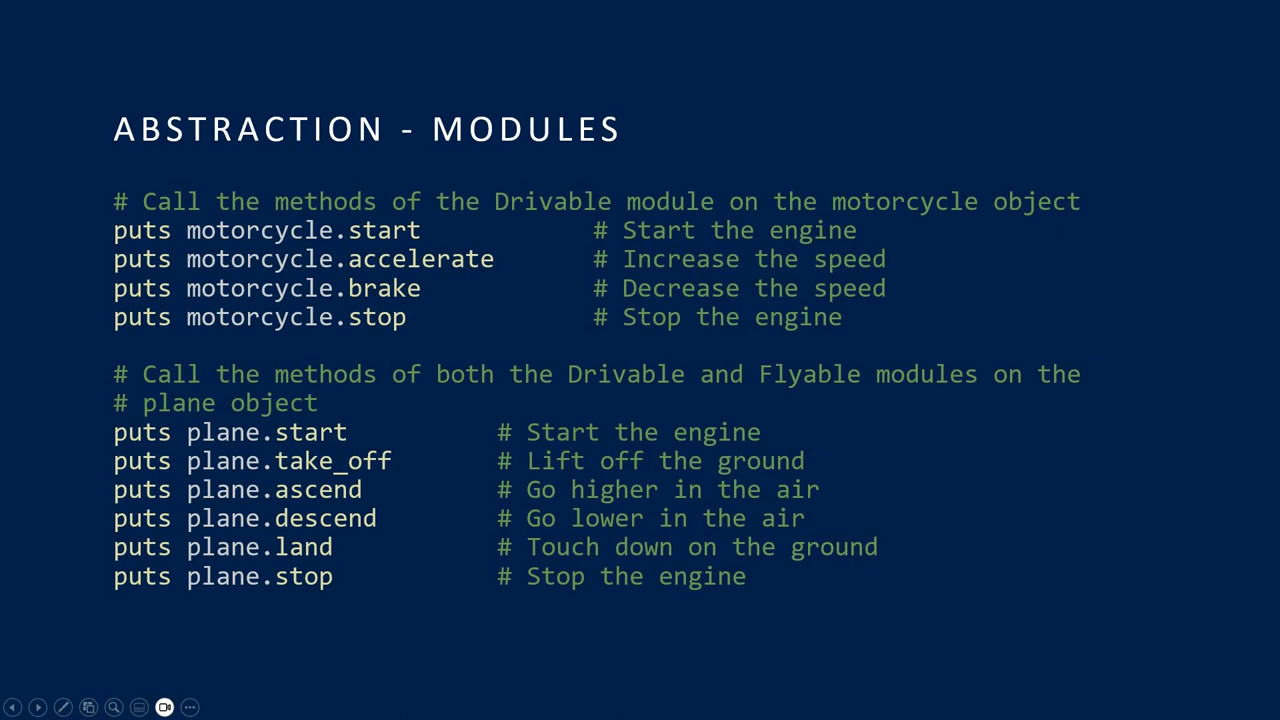 ABSTRACTION - MODULES
# Call the methods of the Drivable module on the motorcycle object
puts motorcycle.start # Start the engine
puts motorcycle.accelerate # Increase the speed
puts motorcycle.brake # Decrease the speed
puts motorcycle.stop # Stop the engine
# Call the methods of both the Drivable and Flyable modules on the
# plane object
puts plane.start # Start the engine
puts plane.take_off # Lift off the ground
puts plane.ascend # Go higher in the air
puts plane.descend # Go lower in the air
puts plane.land # Touch down on the ground
puts plane.stop # Stop the engine